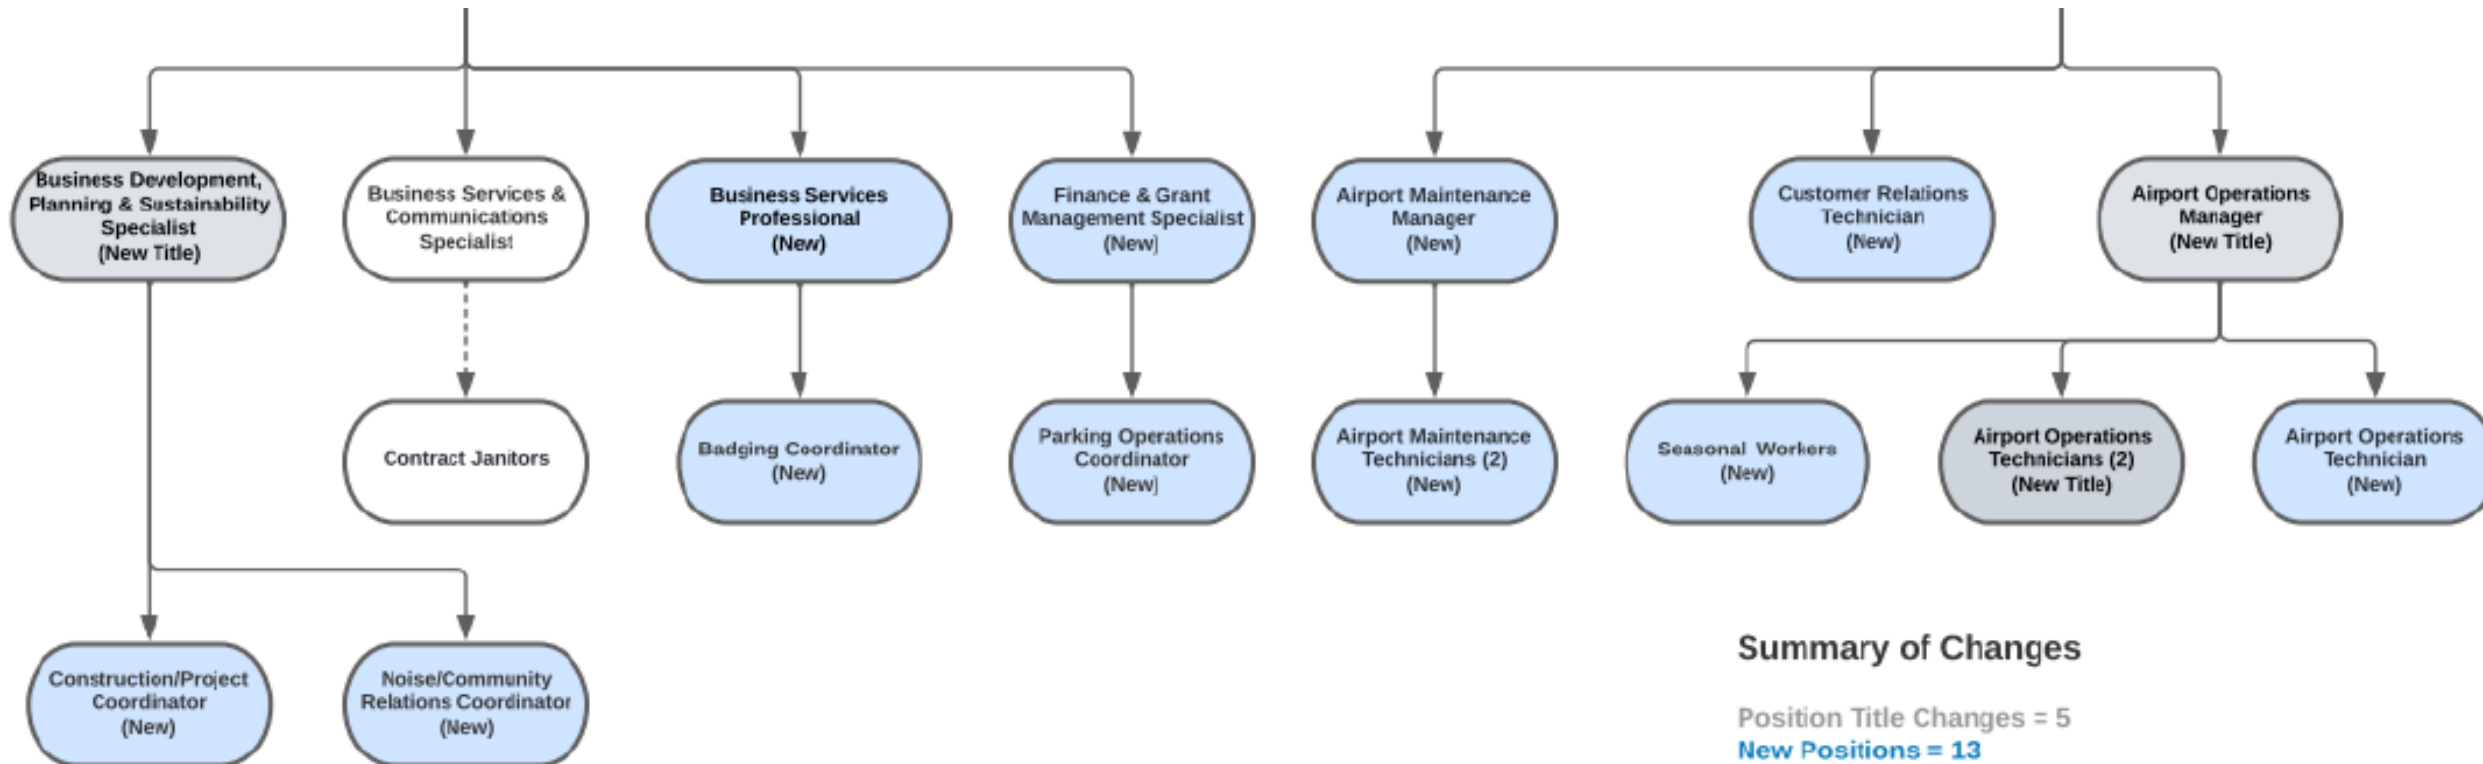 Business Development,
Planning & Sustainability
Specialist
(New Title)
Business Services &
Communications
Specialist
Business Services
Professional
(New)
Finance & Grant
Management Specialist
(New)
Airport Maintenance
Manager
(New)
Customer Relations
Technician
(New)
Airport Operations
Manager
(New Title)
Contract Janitors
Badging Coordinator
(New)
Parking Operations
Coordinator
(New)
Airport Maintenance
Technicians (2)
(New)
Seasonal Workers
(New)
Airport Operations
Technicians (2)
(New Title)
Airport Operations
Technician
(New)
Construction/Project
Coordinator
(New)
Noise/Community
Relations Coordinator
(New)
Summary of Changes
Position Title Changes = 5
New Positions = 13